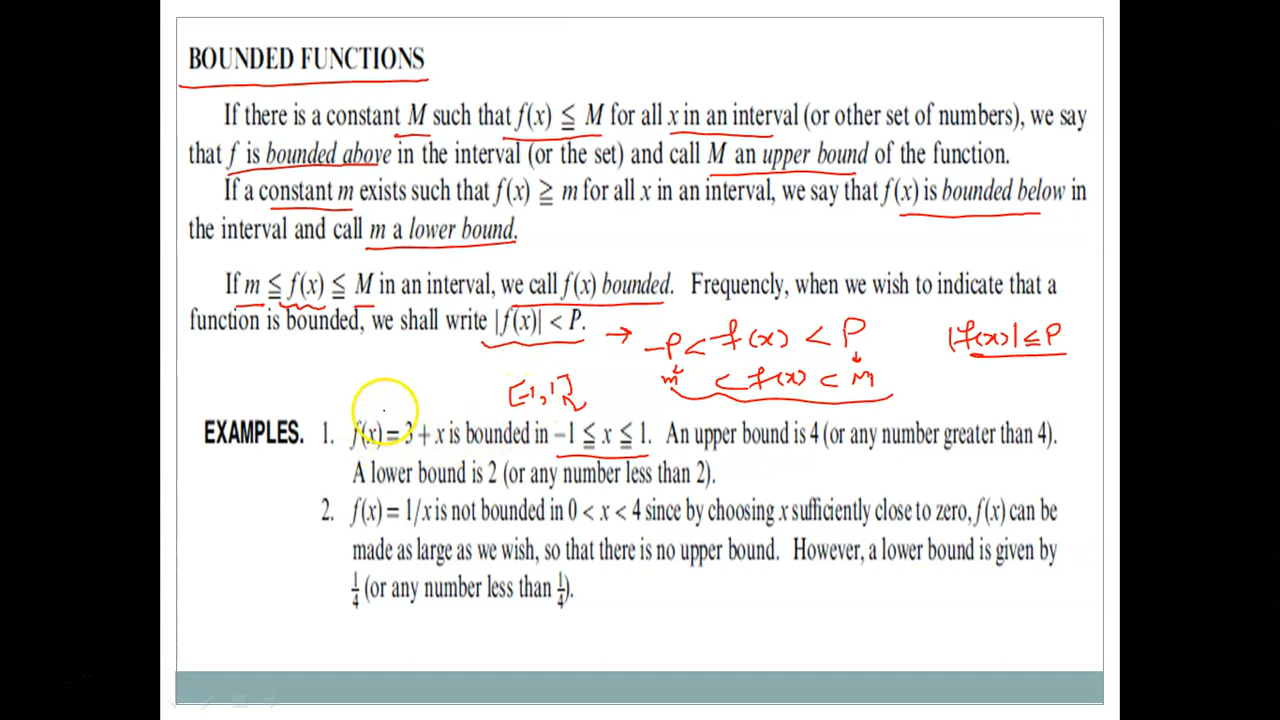 BOUNDED FUNCTIONS
If there is a constant M such that f(x) ≦ M for all x in an interval (or other set of numbers), we say
that f is bounded above in the interval (or the set) and call M an upper bound of the function.
If a constant m exists such that f(x) ≧ m for all x in an interval, we say that f(x) is bounded below in
the interval and call m a lower bound.
If m ≦ f(x) ≦ M in an interval, we call f(x) bounded. Frequencly, when we wish to indicate that a
function is bounded, we shall write |f(x)| < P.
→ -P < f(x) < P |f(x)| ≤ P
m < f(x) < M
[-1, 1]
EXAMPLES. 1. f(x) = 3 + x is bounded in −1 ≦ x ≦ 1. An upper bound is 4 (or any number greater than 4).
A lower bound is 2 (or any number less than 2).
2. f(x) = 1/x is not bounded in 0 < x < 4 since by choosing x sufficiently close to zero, f(x) can be
made as large as we wish, so that there is no upper bound. However, a lower bound is given by
1/4 (or any number less than 1/4).